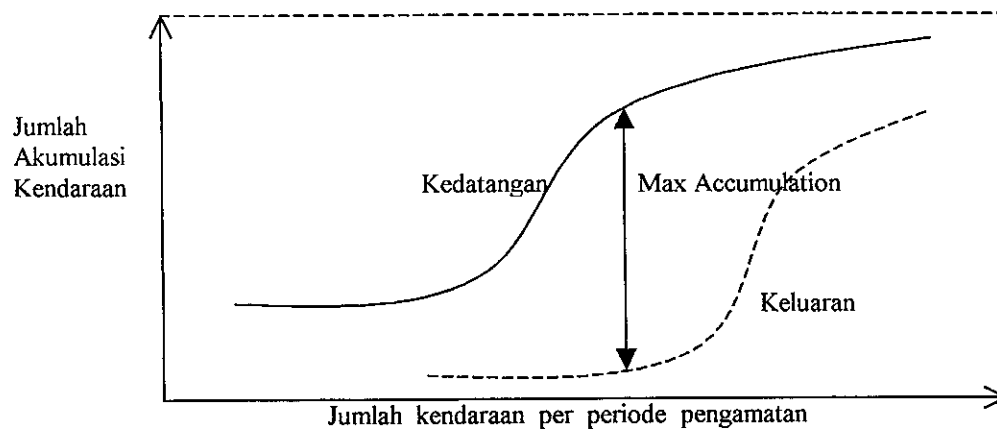 Jumlah
Akumulasi
Kendaraan
Kedatangan
Max Accumulation
Keluaran
Jumlah kendaraan per periode pengamatan